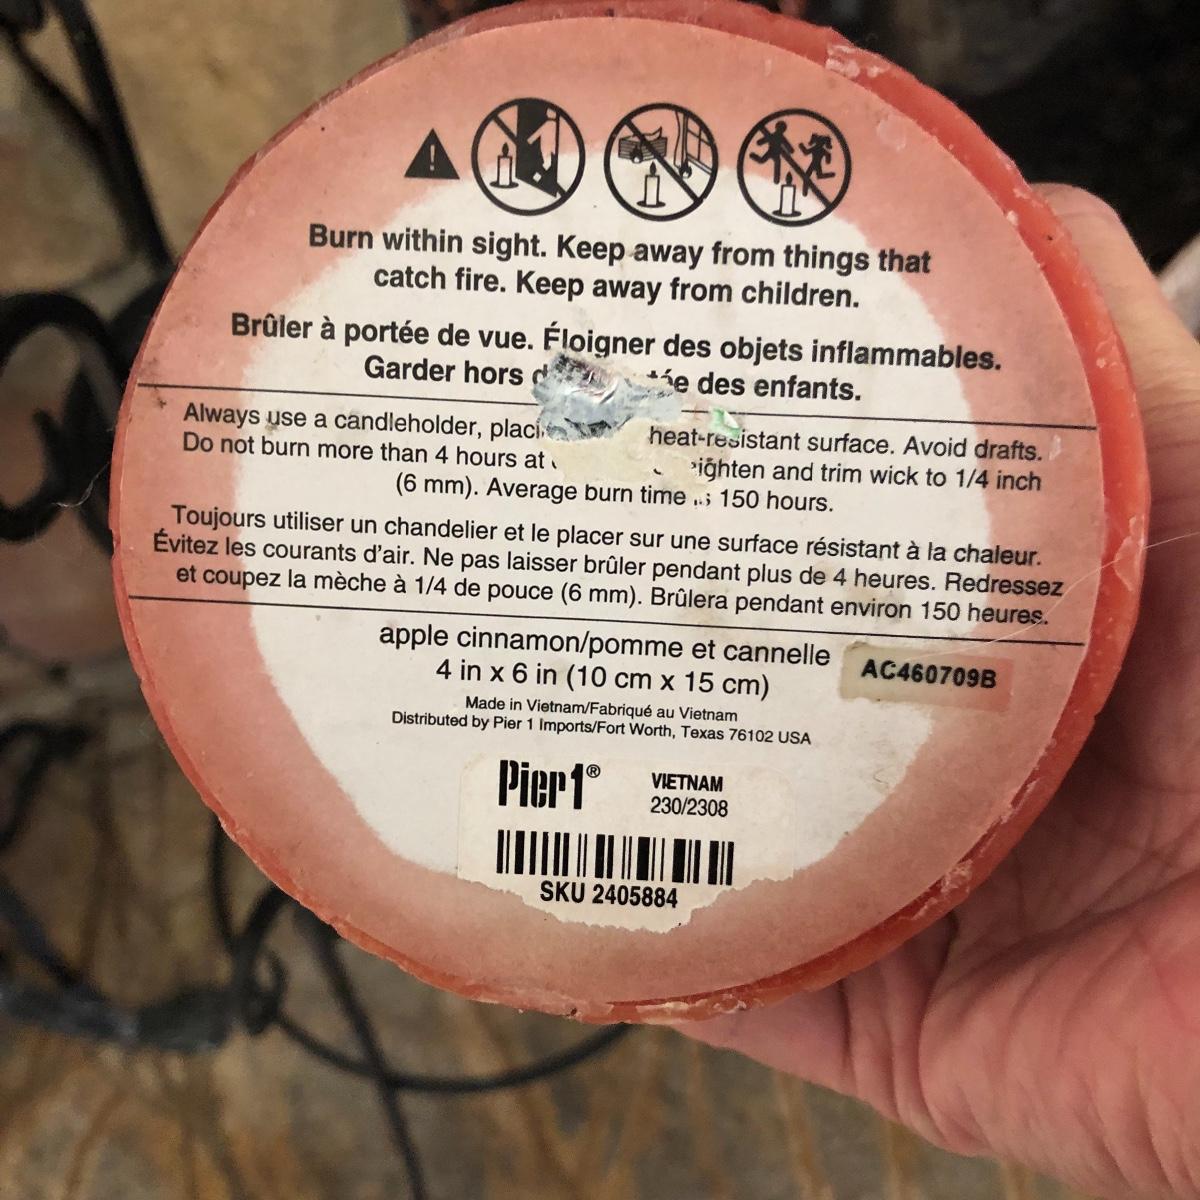 Burn within sight. Keep away from things that
catch fire. Keep away from children.
Brûler à portée de vue. Éloigner des objets inflammables.
Garder hors des enfants.
Always use a candleholder, heat-resistant surface. Avoid drafts.
Do not burn more than 4 hours at and trim wick to 1/4 inch
(6 mm). Average burn time 150 hours.
Toujours utiliser un chandelier et le placer sur une surface résistant à la chaleur.
Évitez les courants d'air. Ne pas laisser brûler pendant plus de 4 heures. Redressez
et coupez la mèche à 1/4 de pouce (6 mm). Brûlera pendant environ 150 heures.
apple cinnamon/pomme et cannelle
4 in x 6 in (10 cm x 15 cm)
AC460709B
Made in Vietnam/Fabriqué au Vietnam
Distributed by Pier 1 Imports/Fort Worth, Texas 76102 USA
Pier1®
VIETNAM
230/2308
SKU 2405884